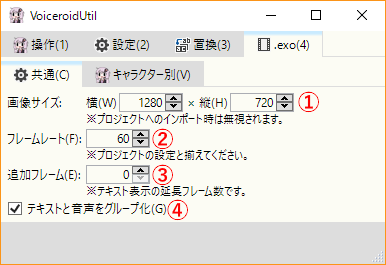 VoiceroidUtil
操作(1) 設定(2) 置換(3) .exo(4)
共通(C) キャラクター別(V)
画像サイズ: 横(W) 1280 × 縦(H) 720 ①
※プロジェクトへのインポート時は無視されます。
フレームレート(F): 60 ②
※プロジェクトの設定と揃えてください。
追加フレーム(E): 0 ③
※テキスト表示の延長フレーム数です。
テキストと音声をグループ化(G) ④